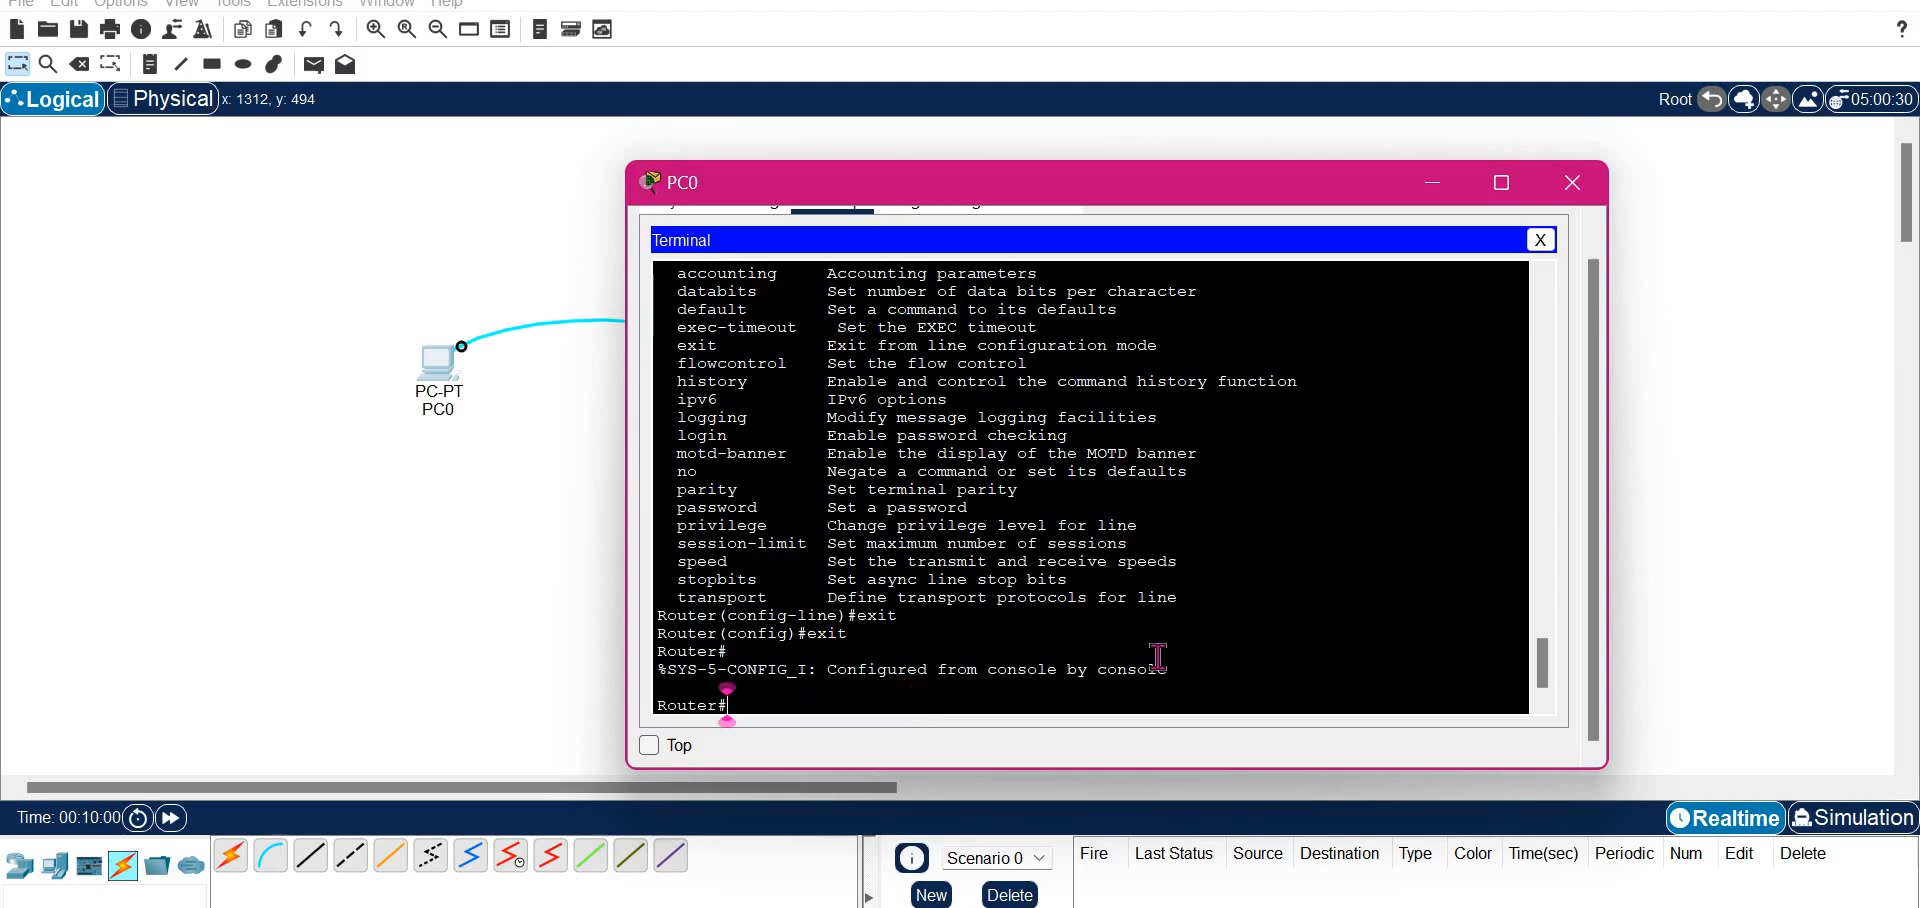 File Edit Options View Tools Extensions Window Help
?
Logical Physical x: 1312, y: 494 Root 05:00:30
PC0
Terminal X
accounting Accounting parameters
databits Set number of data bits per character
default Set a command to its defaults
exec-timeout Set the EXEC timeout
exit Exit from line configuration mode
flowcontrol Set the flow control
history Enable and control the command history function
ipv6 IPv6 options
logging Modify message logging facilities
login Enable password checking
motd-banner Enable the display of the MOTD banner
no Negate a command or set its defaults
parity Set terminal parity
password Set a password
privilege Change privilege level for line
session-limit Set maximum number of sessions
speed Set the transmit and receive speeds
stopbits Set async line stop bits
transport Define transport protocols for line
Router(config-line)#exit
Router(config)#exit
Router#
%SYS-5-CONFIG_I: Configured from console by console
Router#
Top
PC-PT
PC0
Time: 00:10:00 Realtime Simulation
Scenario 0
New Delete
Fire Last Status Source Destination Type Color Time(sec) Periodic Num Edit Delete